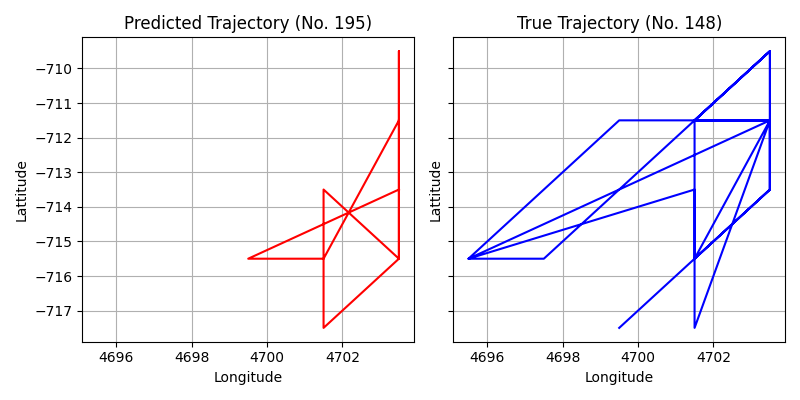 Predicted Trajectory (No. 195)
Lattitude
−710
−711
−712
−713
−714
−715
−716
−717
4696 4698 4700 4702
Longitude
True Trajectory (No. 148)
Lattitude
4696 4698 4700 4702
Longitude